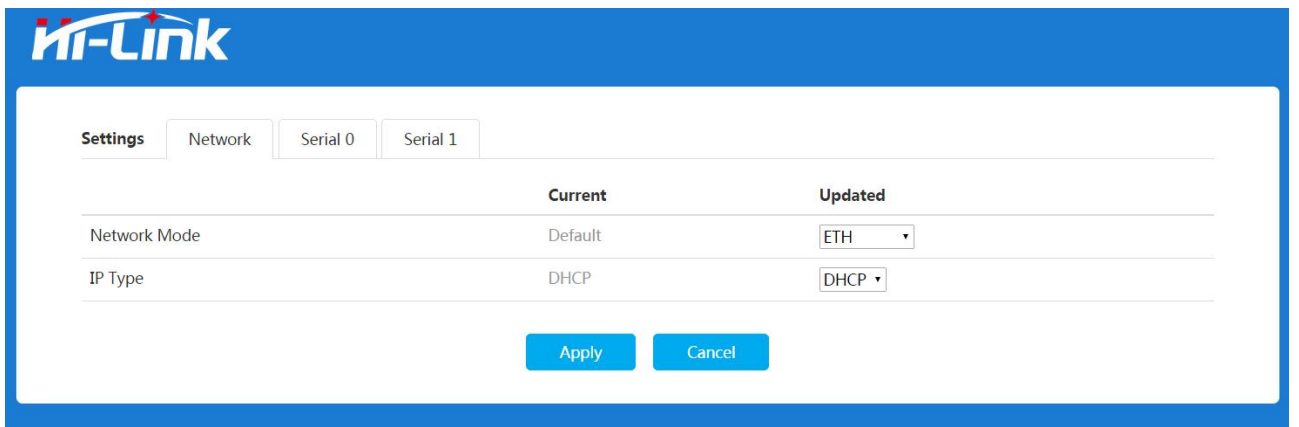 Hi-Link
Settings Network Serial 0 Serial 1
Current Updated
Network Mode Default ETH
IP Type DHCP DHCP
Apply Cancel